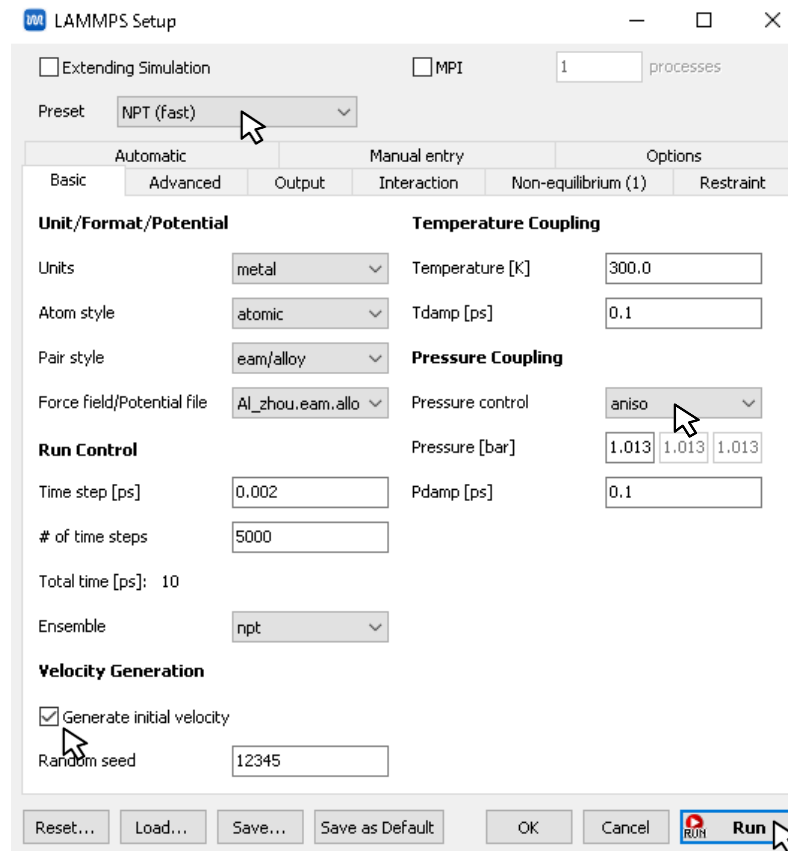 LAMMPS Setup
Extending Simulation
MPI
1
processes
Preset
NPT (fast)
Automatic
Manual entry
Options
Basic
Advanced
Output
Interaction
Non-equilibrium (1)
Restraint
Unit/Format/Potential
Units
metal
Atom style
atomic
Pair style
eam/alloy
Force field/Potential file
Al_zhou.eam.allo
Run Control
Time step [ps]
0.002
# of time steps
5000
Total time [ps]: 10
Ensemble
npt
Velocity Generation
Generate initial velocity
Random seed
12345
Temperature Coupling
Temperature [K]
300.0
Tdamp [ps]
0.1
Pressure Coupling
Pressure control
aniso
Pressure [bar]
1.013 1.013 1.013
Pdamp [ps]
0.1
Reset...
Load...
Save...
Save as Default
OK
Cancel
RUN
Run